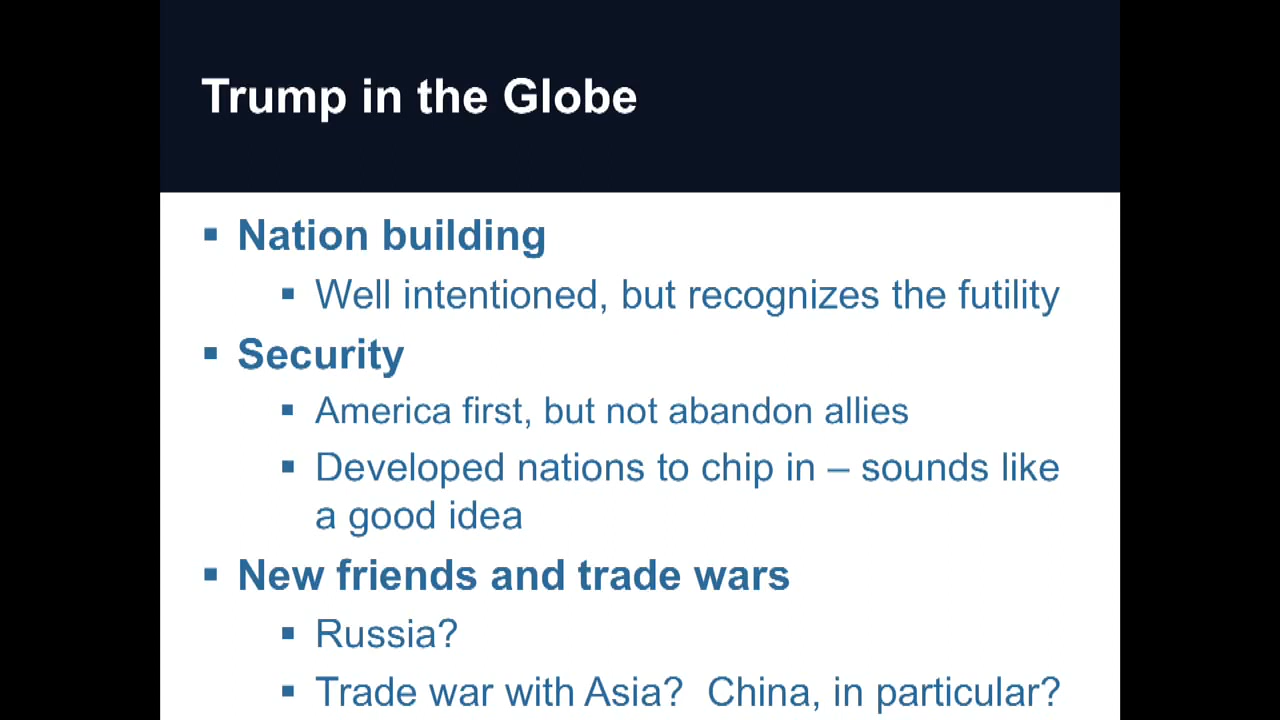 Trump in the Globe
▪ Nation building
▪ Well intentioned, but recognizes the futility
▪ Security
▪ America first, but not abandon allies
▪ Developed nations to chip in – sounds like
a good idea
▪ New friends and trade wars
▪ Russia?
▪ Trade war with Asia?  China, in particular?